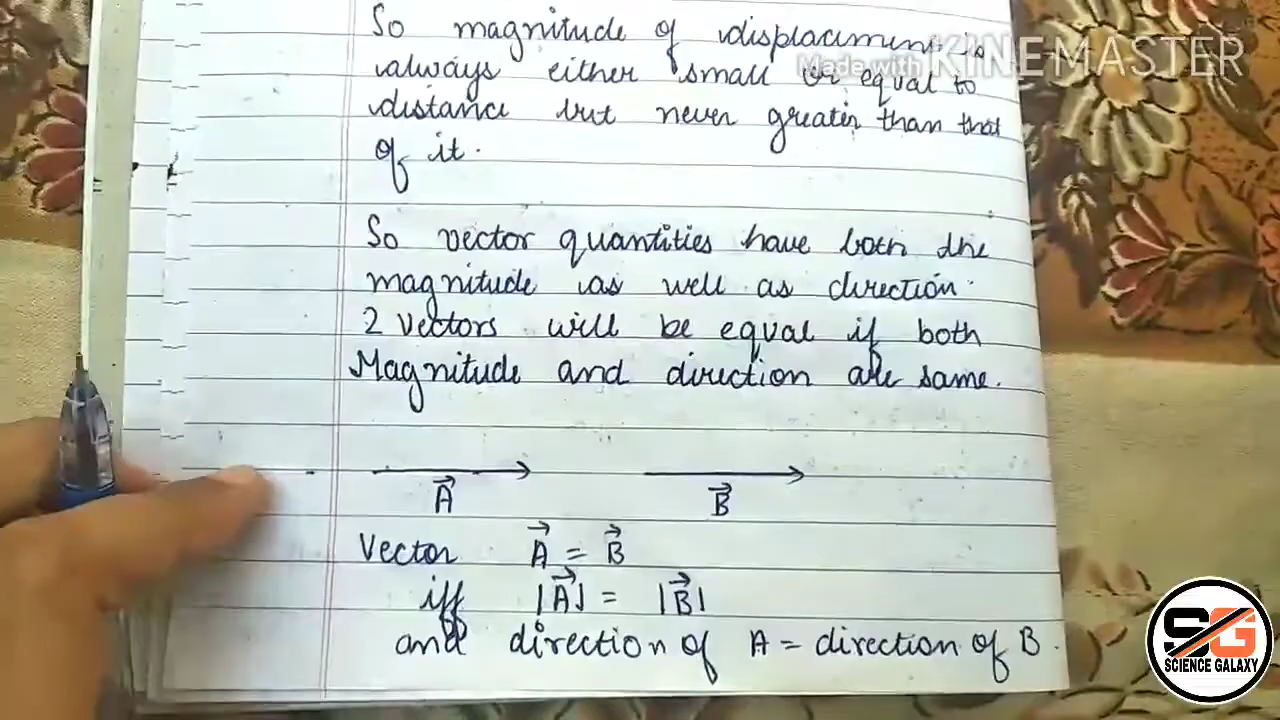 So magnitude of displacement is
always either small or equal to
distance but never greater than that
of it.
So vector quantities have both the
magnitude as well as direction.
2 vectors will be equal if both
Magnitude and direction are same.
A⃗ B⃗
Vector A⃗ = B⃗
iff |A⃗| = |B⃗|
and direction of A = direction of B.
Made with KINEMASTER
SG
SCIENCE GALAXY